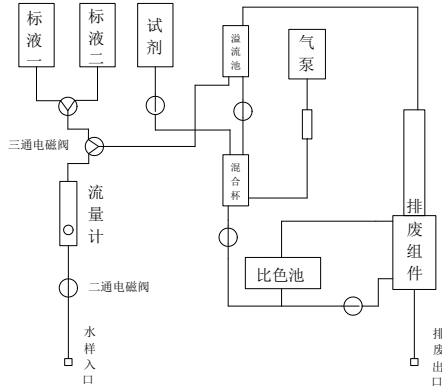 标液一
标液二
试剂
溢流池
气泵
三通电磁阀
混合杯
流量计
排废组件
比色池
二通电磁阀
水样入口
排废出口